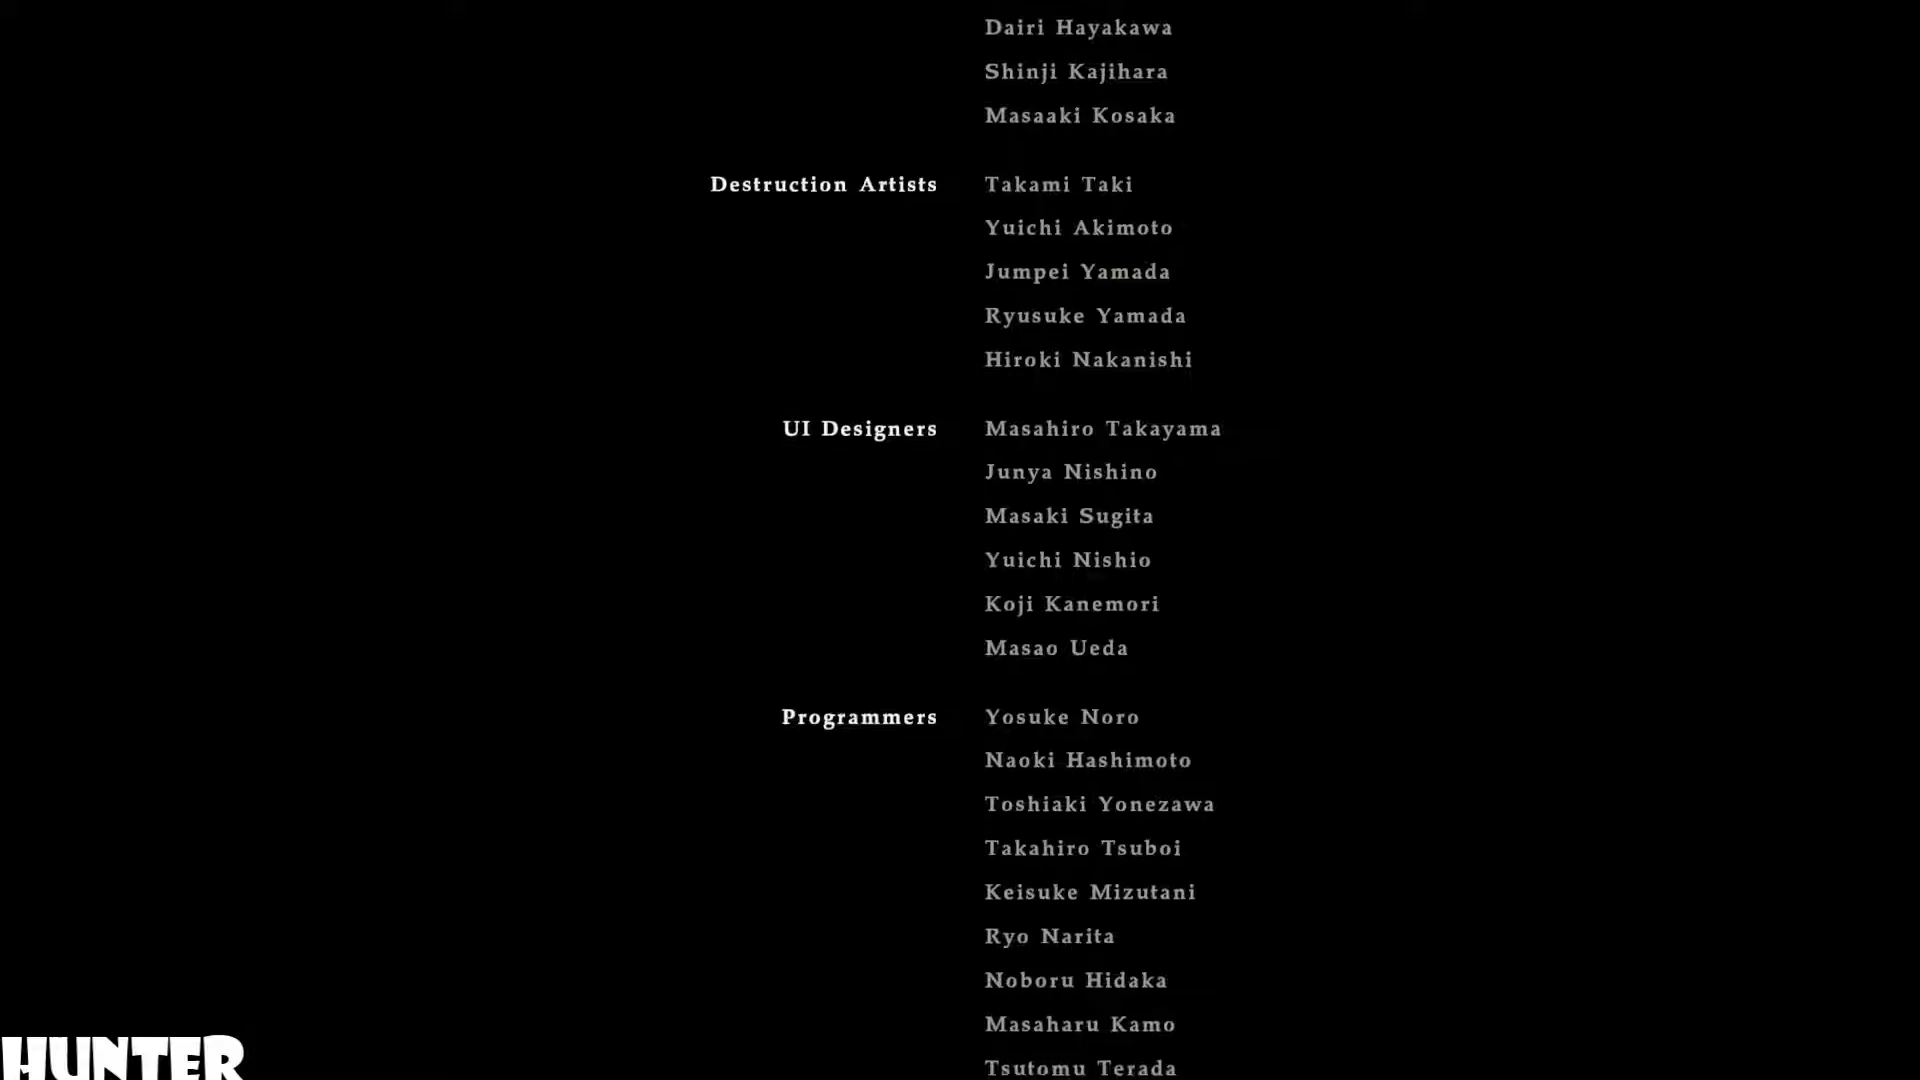 Dairi Hayakawa
Shinji Kajihara
Masaaki Kosaka
Destruction Artists Takami Taki
Yuichi Akimoto
Jumpei Yamada
Ryusuke Yamada
Hiroki Nakanishi
UI Designers Masahiro Takayama
Junya Nishino
Masaki Sugita
Yuichi Nishio
Koji Kanemori
Masao Ueda
Programmers Yosuke Noro
Naoki Hashimoto
Toshiaki Yonezawa
Takahiro Tsuboi
Keisuke Mizutani
Ryo Narita
Noboru Hidaka
Masaharu Kamo
Tsutomu Terada
HUNTER